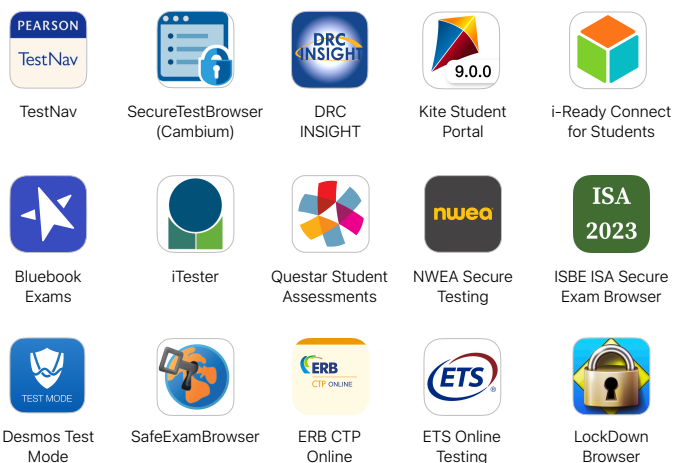 PEARSON
TestNav
DRC
INSIGHT
9.0.0
TestNav
SecureTestBrowser
(Cambium)
DRC
INSIGHT
Kite Student
Portal
i-Ready Connect
for Students
nwea
ISA
2023
Bluebook
Exams
iTester
Questar Student
Assessments
NWEA Secure
Testing
ISBE ISA Secure
Exam Browser
TEST MODE
ERB
CTP ONLINE
ETS
®
Desmos Test
Mode
SafeExamBrowser
ERB CTP
Online
ETS Online
Testing
LockDown
Browser